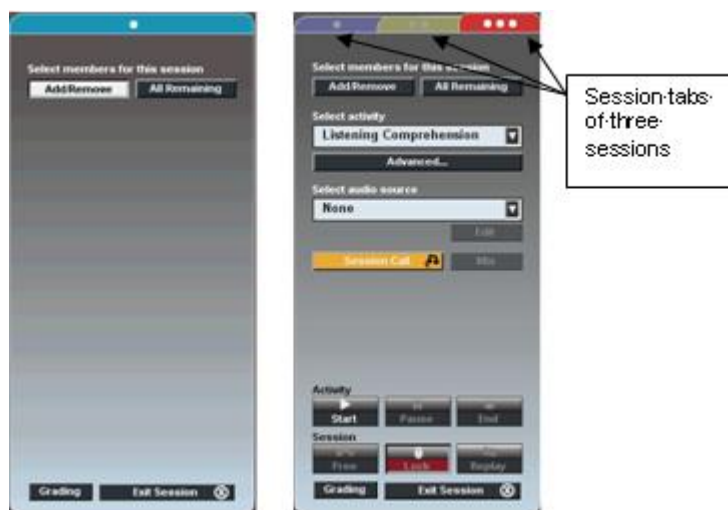 Select members for this session
Add/Remove All Remaining
Grading Exit Session
Select members for this session
Add/Remove All Remaining
Select activity
Listening Comprehension
Advanced...
Select audio source
None
Edit
Session Call Mix
Activity
Start Pause End
Session
Free Lock Replay
Grading Exit Session
Session·tabs·
of·three·
sessions